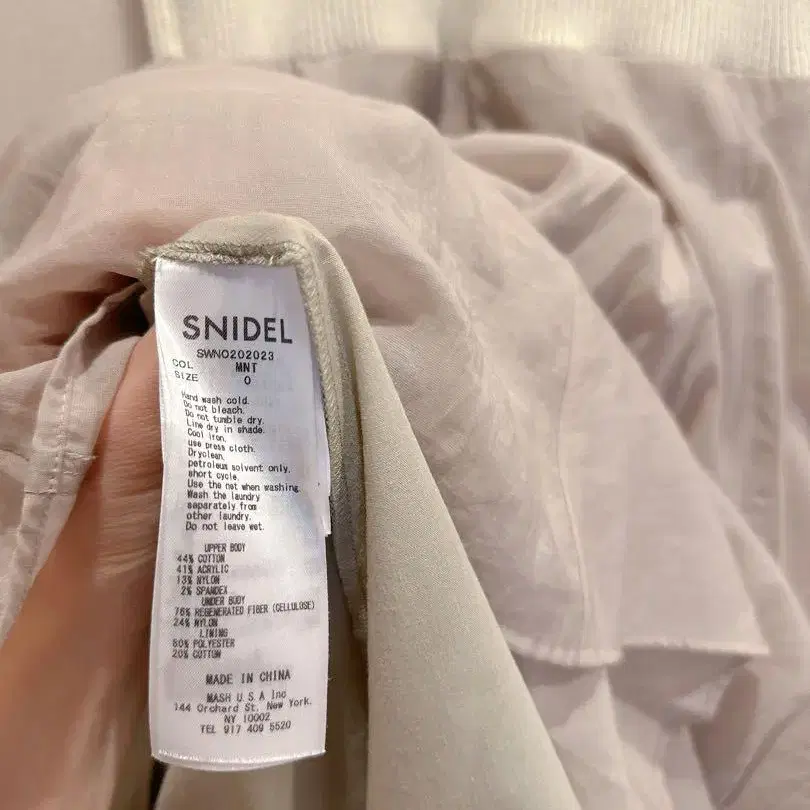 SNIDEL
SWNO202023
COL MNT
SIZE 0
Hand wash cold.
Do not bleach.
Do not tumble dry.
Line dry in shade.
Cool Iron.
use press cloth.
Dryclean,
petroleum solvent only,
short cycle.
Use the net when washing.
Wash the laundry
separately from
other laundry.
Do not leave wet.
UPPER BODY
44% COTTON
41% ACRYLIC
13% NYLON
2% SPANDEX
UNDER BODY
76% REGENERATED FIBER (CELLULOSE)
24% NYLON
LINING
80% POLYESTER
20% COTTON
MADE IN CHINA
MASH U.S.A Inc
144 Orchard St. New York.
NY 10002
TEL 917 409 5520